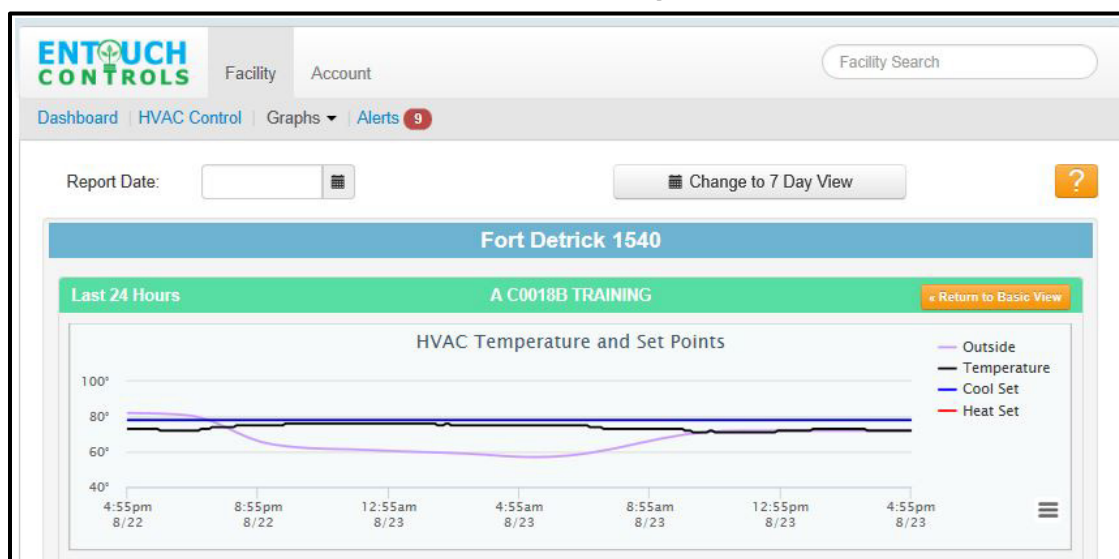 ENTOUCH
CONTROLS
Facility
Account
Facility Search
Dashboard | HVAC Control | Graphs | Alerts 9
Report Date:
Change to 7 Day View
?
Fort Detrick 1540
Last 24 Hours
A C0018B TRAINING
« Return to Basic View
HVAC Temperature and Set Points
Outside
Temperature
Cool Set
Heat Set
100°
80°
60°
40°
4:55pm 8:55pm 12:55am 4:55am 8:55am 12:55pm 4:55pm
8/22 8/22 8/23 8/23 8/23 8/23 8/23